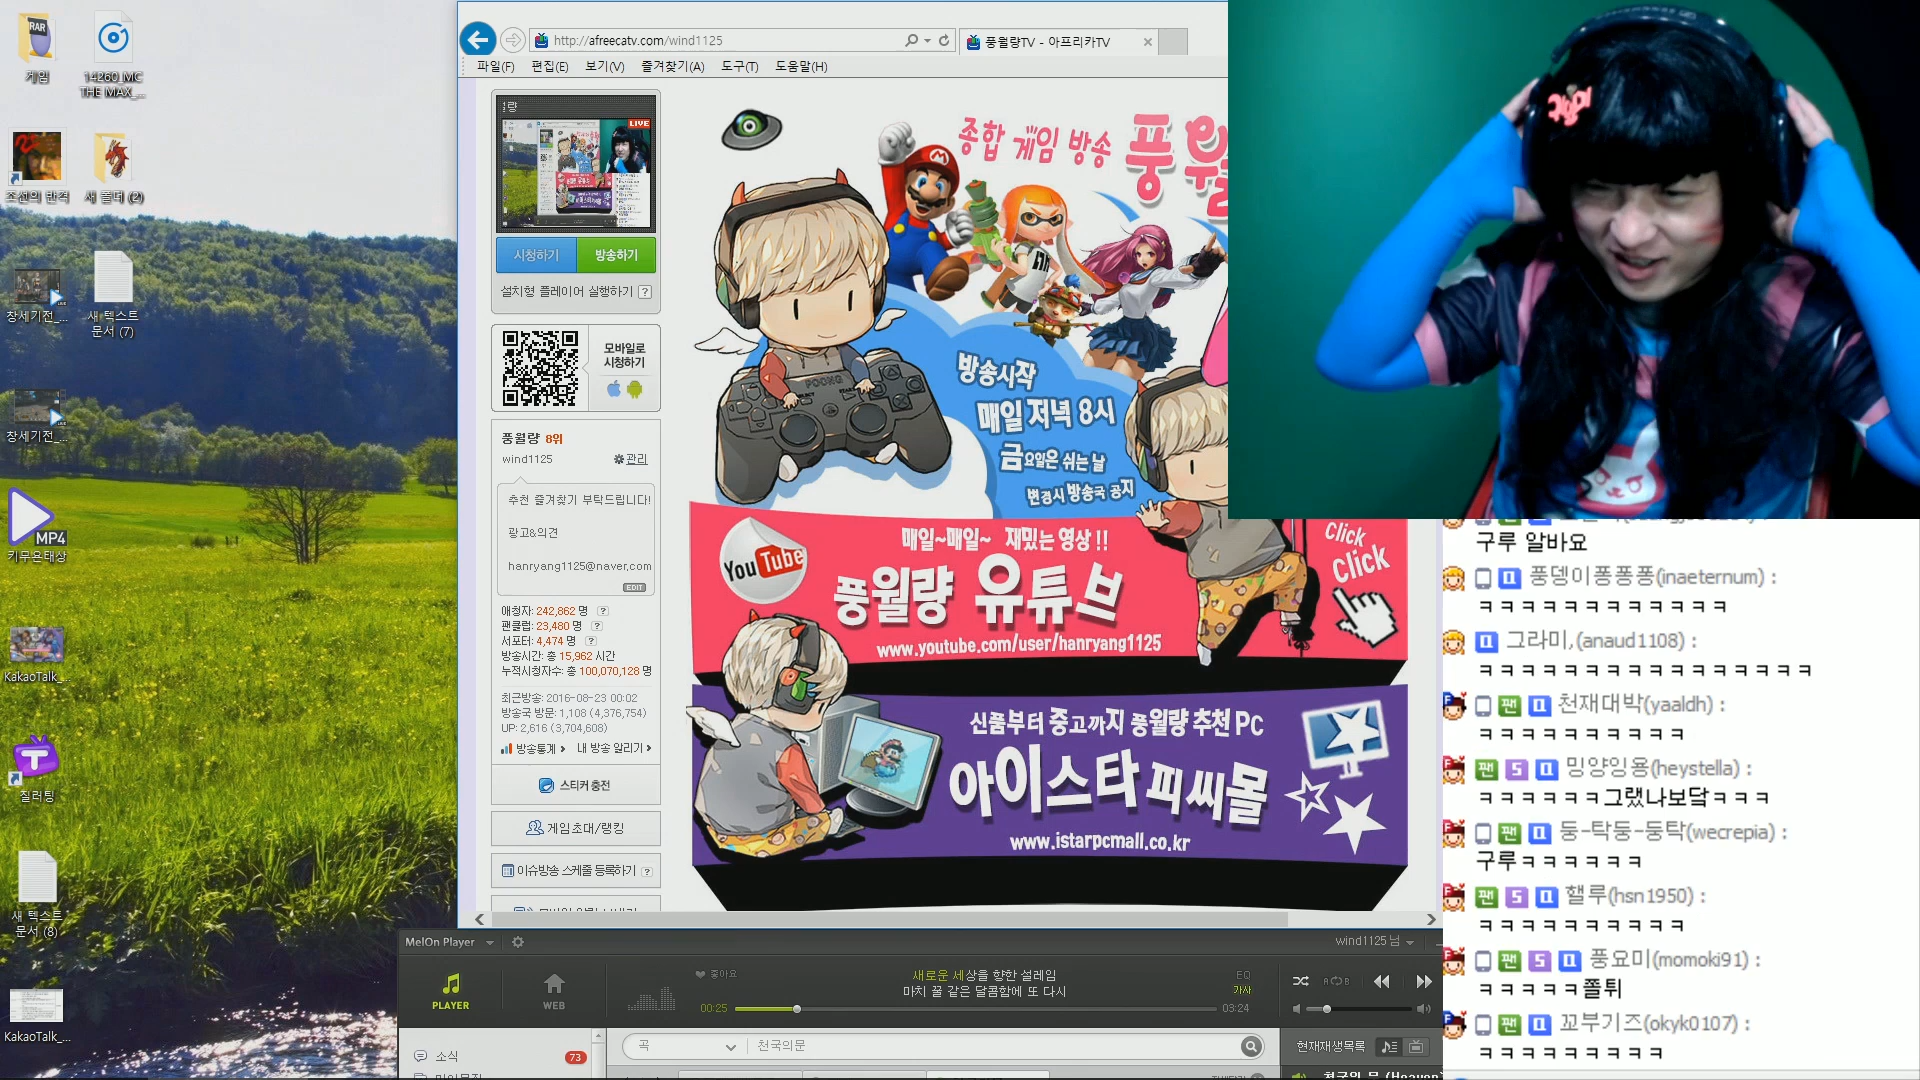 게임
14260_MC THE MAX_...
조선의 반격
새 폴더 (2)
창세기전_...
새 텍스트 문서 (7)
창세기전_...
MP4
키무온태상
KakaoTalk_...
질러팅
새 텍스트 문서 (8)
KakaoTalk_...
http://afreecatv.com/wind1125
풍월량TV - 아프리카TV
파일(F) 편집(E) 보기(V) 즐겨찾기(A) 도구(T) 도움말(H)
LIVE
시청하기 방송하기
설치형 플레이어 실행하기 ?
모바일로
시청하기
풍월량 8위
wind1125 관리
추천 즐겨찾기 부탁드립니다!
광고&의견
hanryang1125@naver.com
EDIT
애청자: 242,862 명 ?
팬클럽: 23,480 명 ?
서포터: 4,474 명 ?
방송시간: 총 15,962 시간
누적시청자수: 총 100,070,128 명
최근방송: 2016-08-23 00:02
방송국 방문: 1,108 (4,376,754)
UP: 2,616 (3,704,608)
방송통계 내 방송 알리기
스티커 충전
게임 초대/랭킹
이슈방송 스케줄 등록하기 ?
종합 게임 방송 풍월
POONG
방송시작
매일 저녁 8시
금요일은 쉬는 날
변경시 방송국 공지
매일~매일~ 재밌는 영상!!
YouTube
풍월량 유튜브
www.youtube.com/user/hanryang1125
Click
Click
신품부터 중고까지 풍월량 추천 PC
아이스타 피씨몰
www.istarpcmall.co.kr
구루 알바요
풍뎅이퐁퐁퐁(inaeternum) :
ㅋㅋㅋㅋㅋㅋㅋㅋㅋㅋㅋㅋ
그라미,(anaud1108) :
ㅋㅋㅋㅋㅋㅋㅋㅋㅋㅋㅋㅋㅋㅋㅋㅋ
천재대박(yaaldh) :
ㅋㅋㅋㅋㅋㅋㅋㅋㅋㅋ
밍양잉용(heystella) :
ㅋㅋㅋㅋㅋㅋ그랬나보닼ㅋㅋㅋ
둥-탁둥-둥탁(wecrepia) :
구루ㅋㅋㅋㅋㅋㅋ
핼루(hsn1950) :
ㅋㅋㅋㅋㅋㅋㅋㅋㅋㅋ
풍요미(momoki91) :
ㅋㅋㅋㅋㅋ쫄튀
꼬부기즈(okyk0107) :
ㅋㅋㅋㅋㅋㅋㅋㅋㅋ
MelOn Player
wind1125 님
PLAYER
WEB
좋아요
새로운 세상을 향한 설레임
마치 꿀 같은 달콤함에 또 다시
EQ
가사
00:25
03:24
소식 73
곡
천국의문
현재재생목록